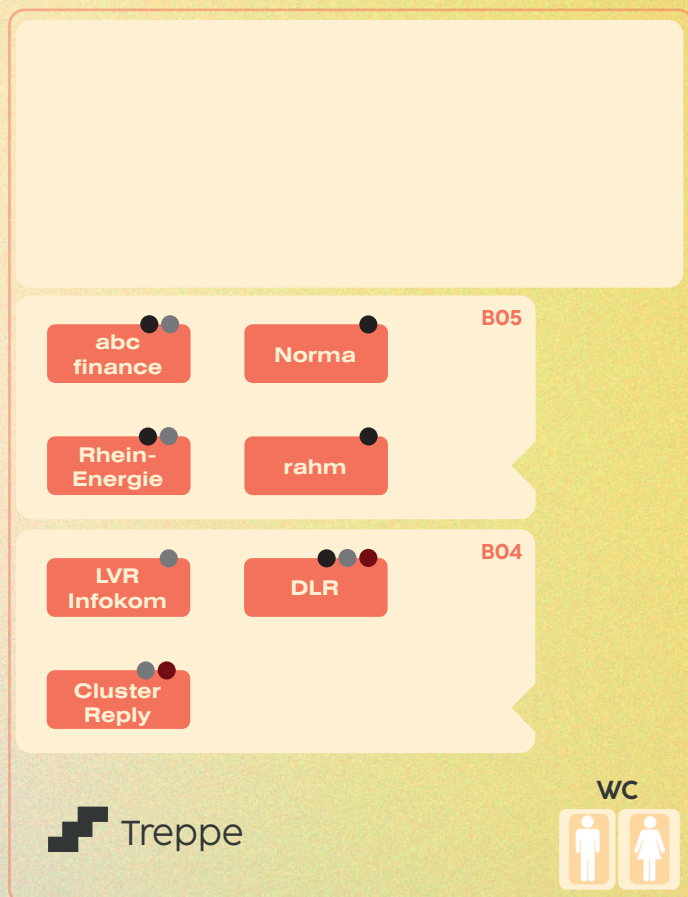 B05
abc
finance
Norma
Rhein-
Energie
rahm
B04
LVR
Infokom
DLR
Cluster
Reply
Treppe
WC